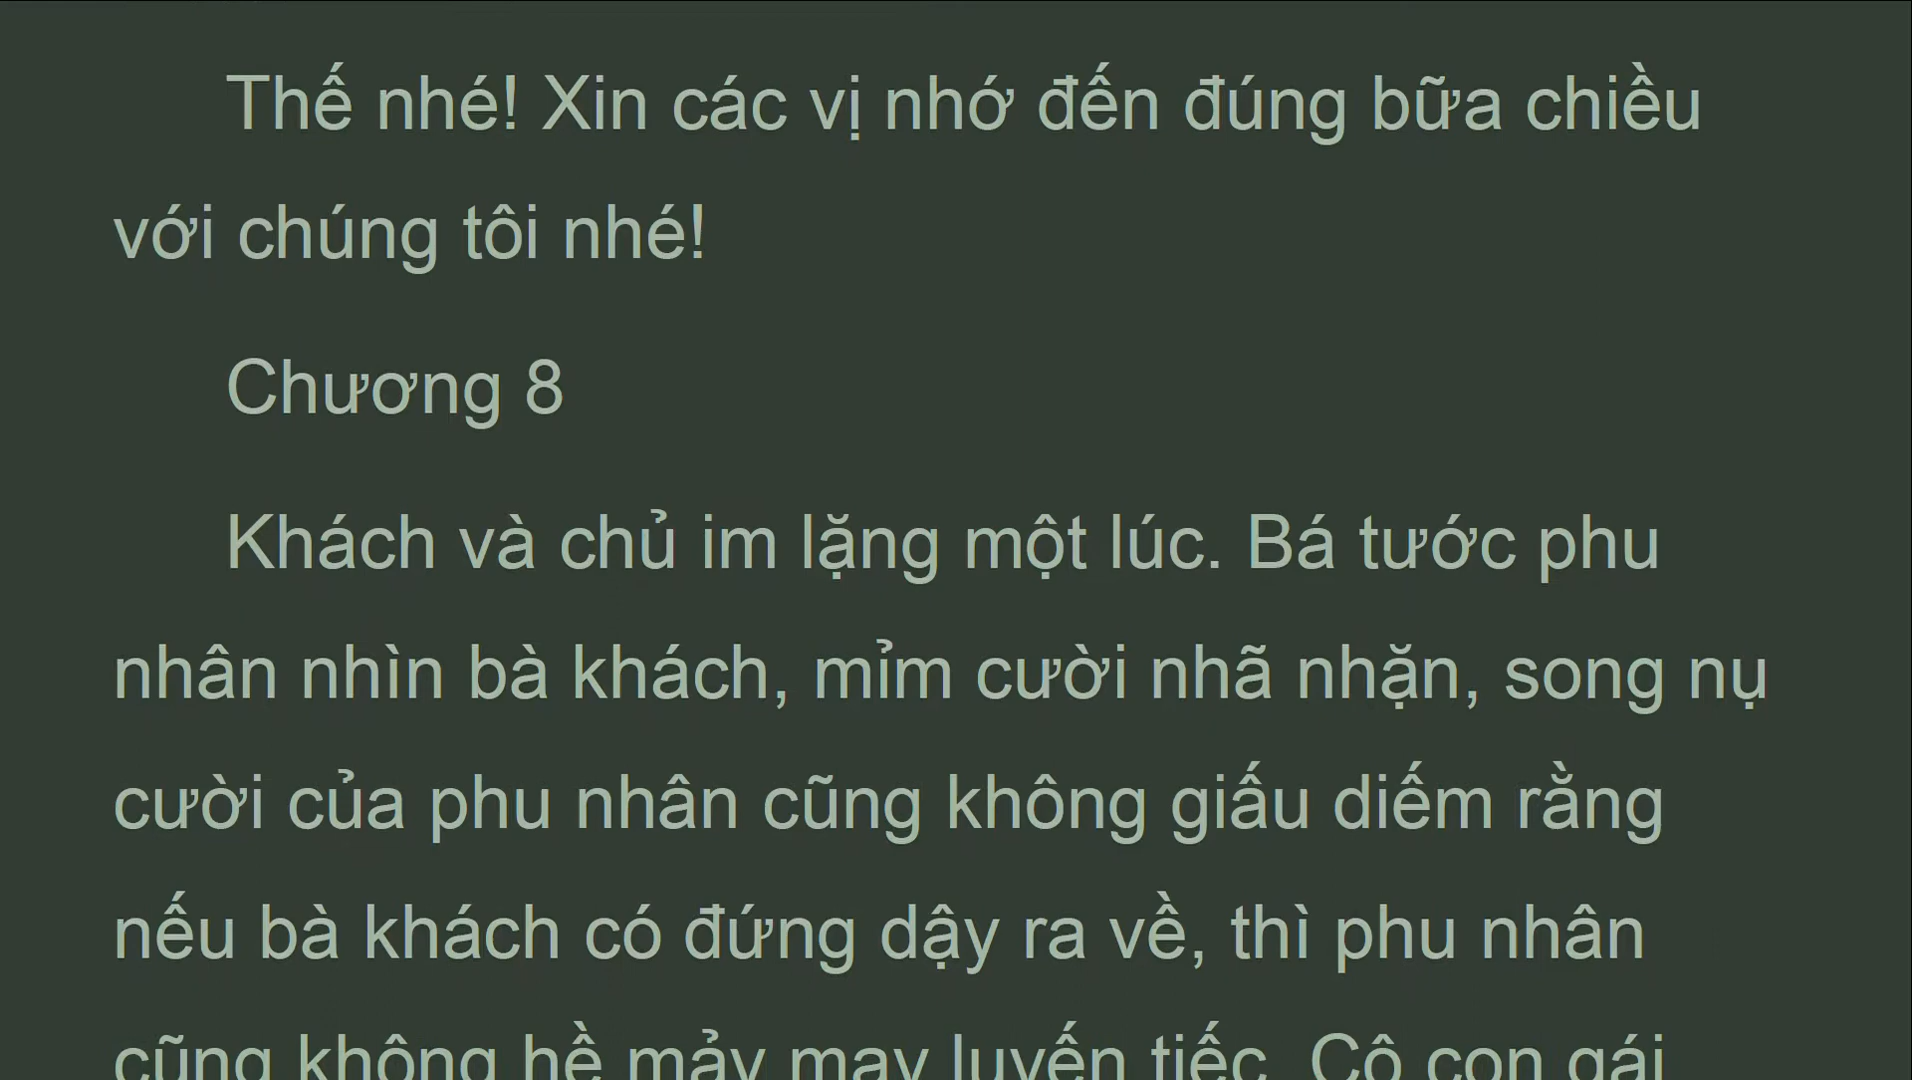 Thế nhé! Xin các vị nhớ đến đúng bữa chiều
với chúng tôi nhé!
Chương 8
Khách và chủ im lặng một lúc. Bá tước phu
nhân nhìn bà khách, mỉm cười nhã nhặn, song nụ
cười của phu nhân cũng không giấu diếm rằng
nếu bà khách có đứng dậy ra về, thì phu nhân
cũng không hề mảy may luyến tiếc. Cô con gái